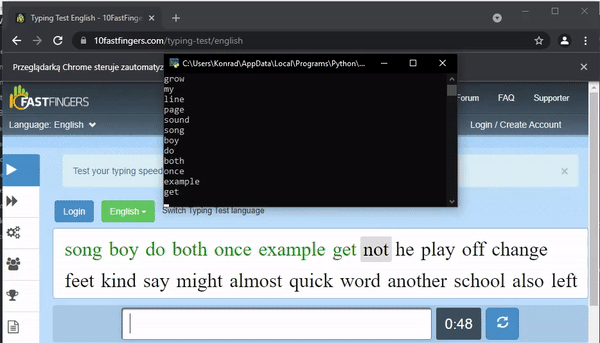 Typing Test English - 10FastFinge
10fastfingers.com/typing-test/english
Przeglądarką Chrome steruje zautomatyz
C:\Users\Konrad\AppData\Local\Programs\Python\...
grow
my
line
page
sound
song
boy
do
both
once
example
get
10FASTFINGERS
Forum
FAQ
Supporter
Language: English
Login / Create Account
Test your typing speed
Login
English
Switch Typing Test language
song boy do both once example get not he play off change
feet kind say might almost quick word another school also left
0:48